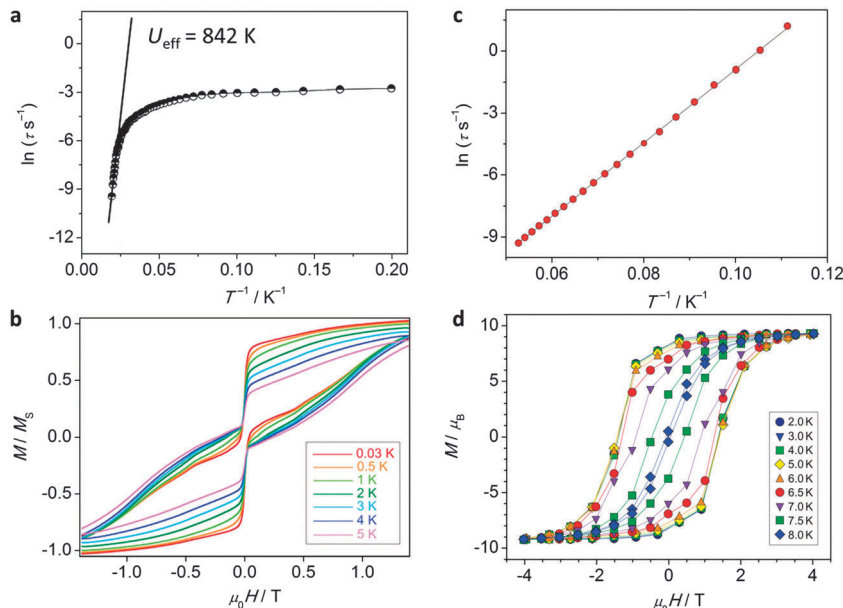 a
U_eff = 842 K
0
-3
-6
-9
-12
ln (τ s⁻¹)
0.00 0.05 0.10 0.15 0.20
T⁻¹ / K⁻¹
c
0
-3
-6
-9
ln (τ s⁻¹)
0.06 0.08 0.10 0.12
T⁻¹ / K⁻¹
b
1.0
0.5
0.0
-0.5
-1.0
M / M_S
0.03 K
0.5 K
1 K
2 K
3 K
4 K
5 K
-1.0 0.0 1.0
μ₀H / T
d
10
5
0
-5
-10
M / μ_B
2.0 K
3.0 K
4.0 K
5.0 K
6.0 K
6.5 K
7.0 K
7.5 K
8.0 K
-4 -2 0 2 4
μ₀H / T